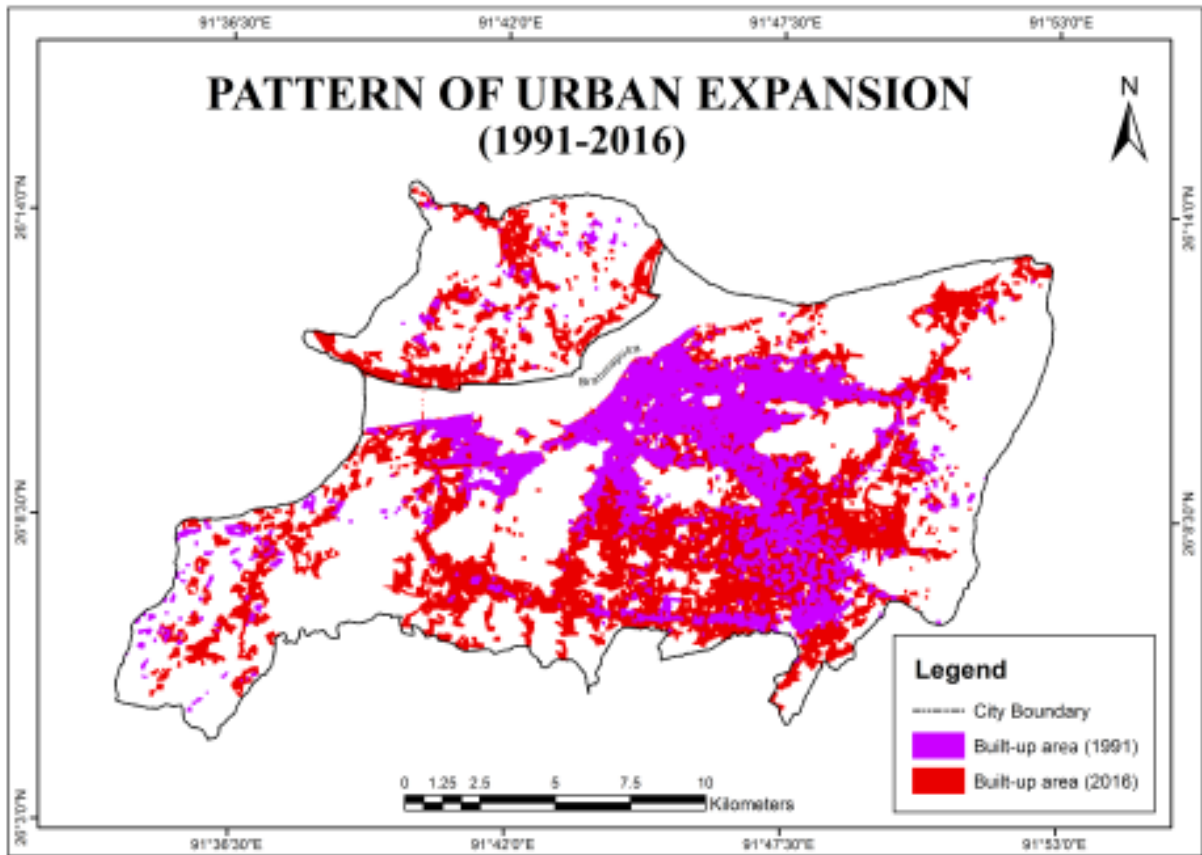 91°36'30"E 91°42'0"E 91°47'30"E 91°53'0"E
PATTERN OF URBAN EXPANSION
(1991-2016)
N
26°14'0"N 26°14'0"N
Brahmaputra
26°8'30"N 26°8'30"N
Legend
City Boundary
Built-up area (1991)
Built-up area (2016)
0 1.25 2.5 5 7.5 10
Kilometers
26°3'0"N
91°36'30"E 91°42'0"E 91°47'30"E 91°53'0"E